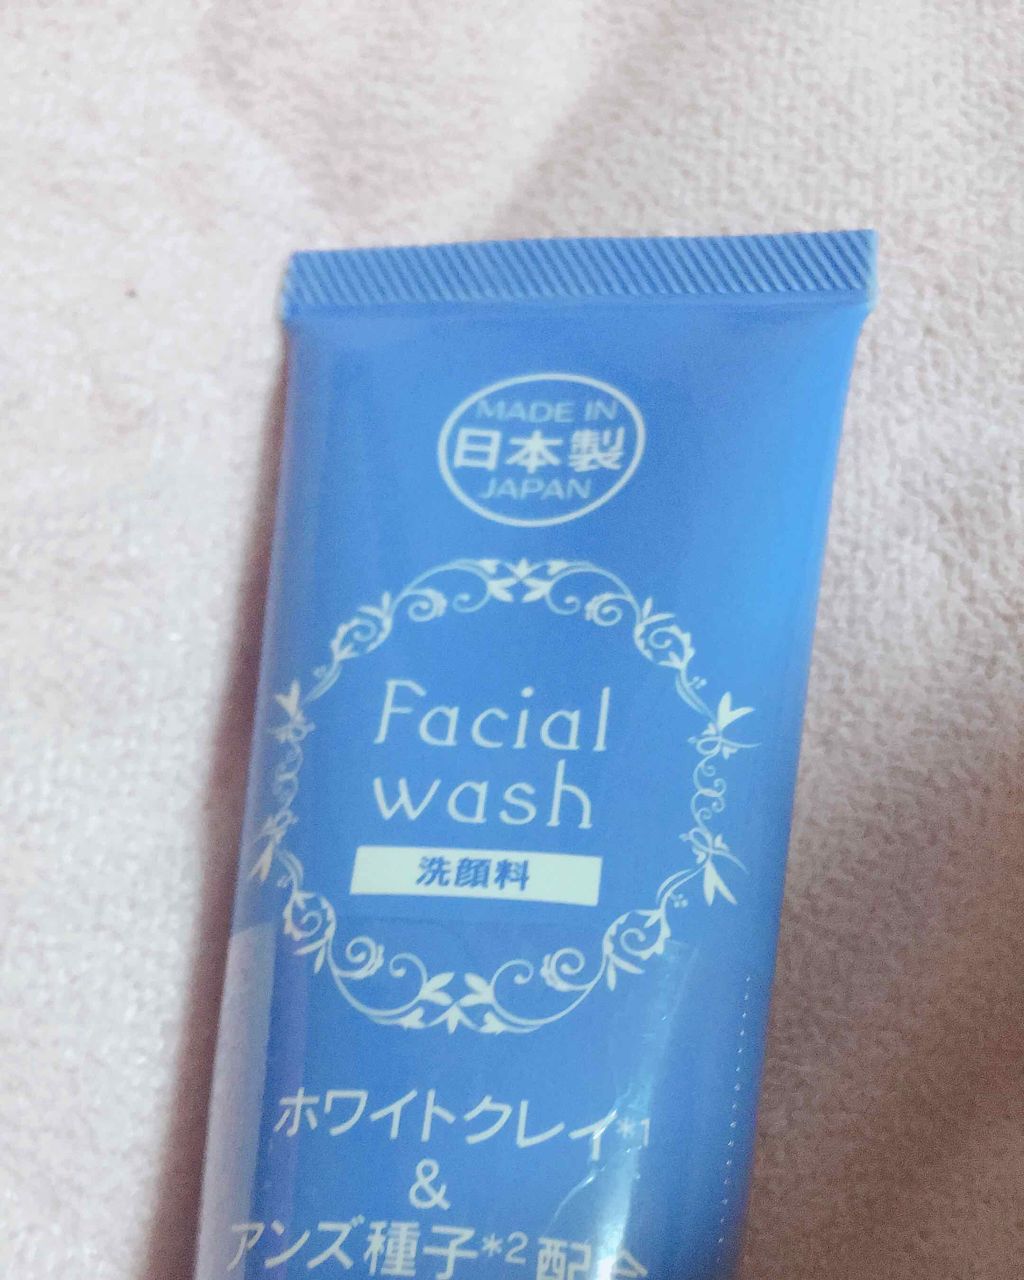 MADE IN
日本製
JAPAN
Facial
wash
洗顔料
ホワイトクレイ*1
&
アンズ種子*2配合